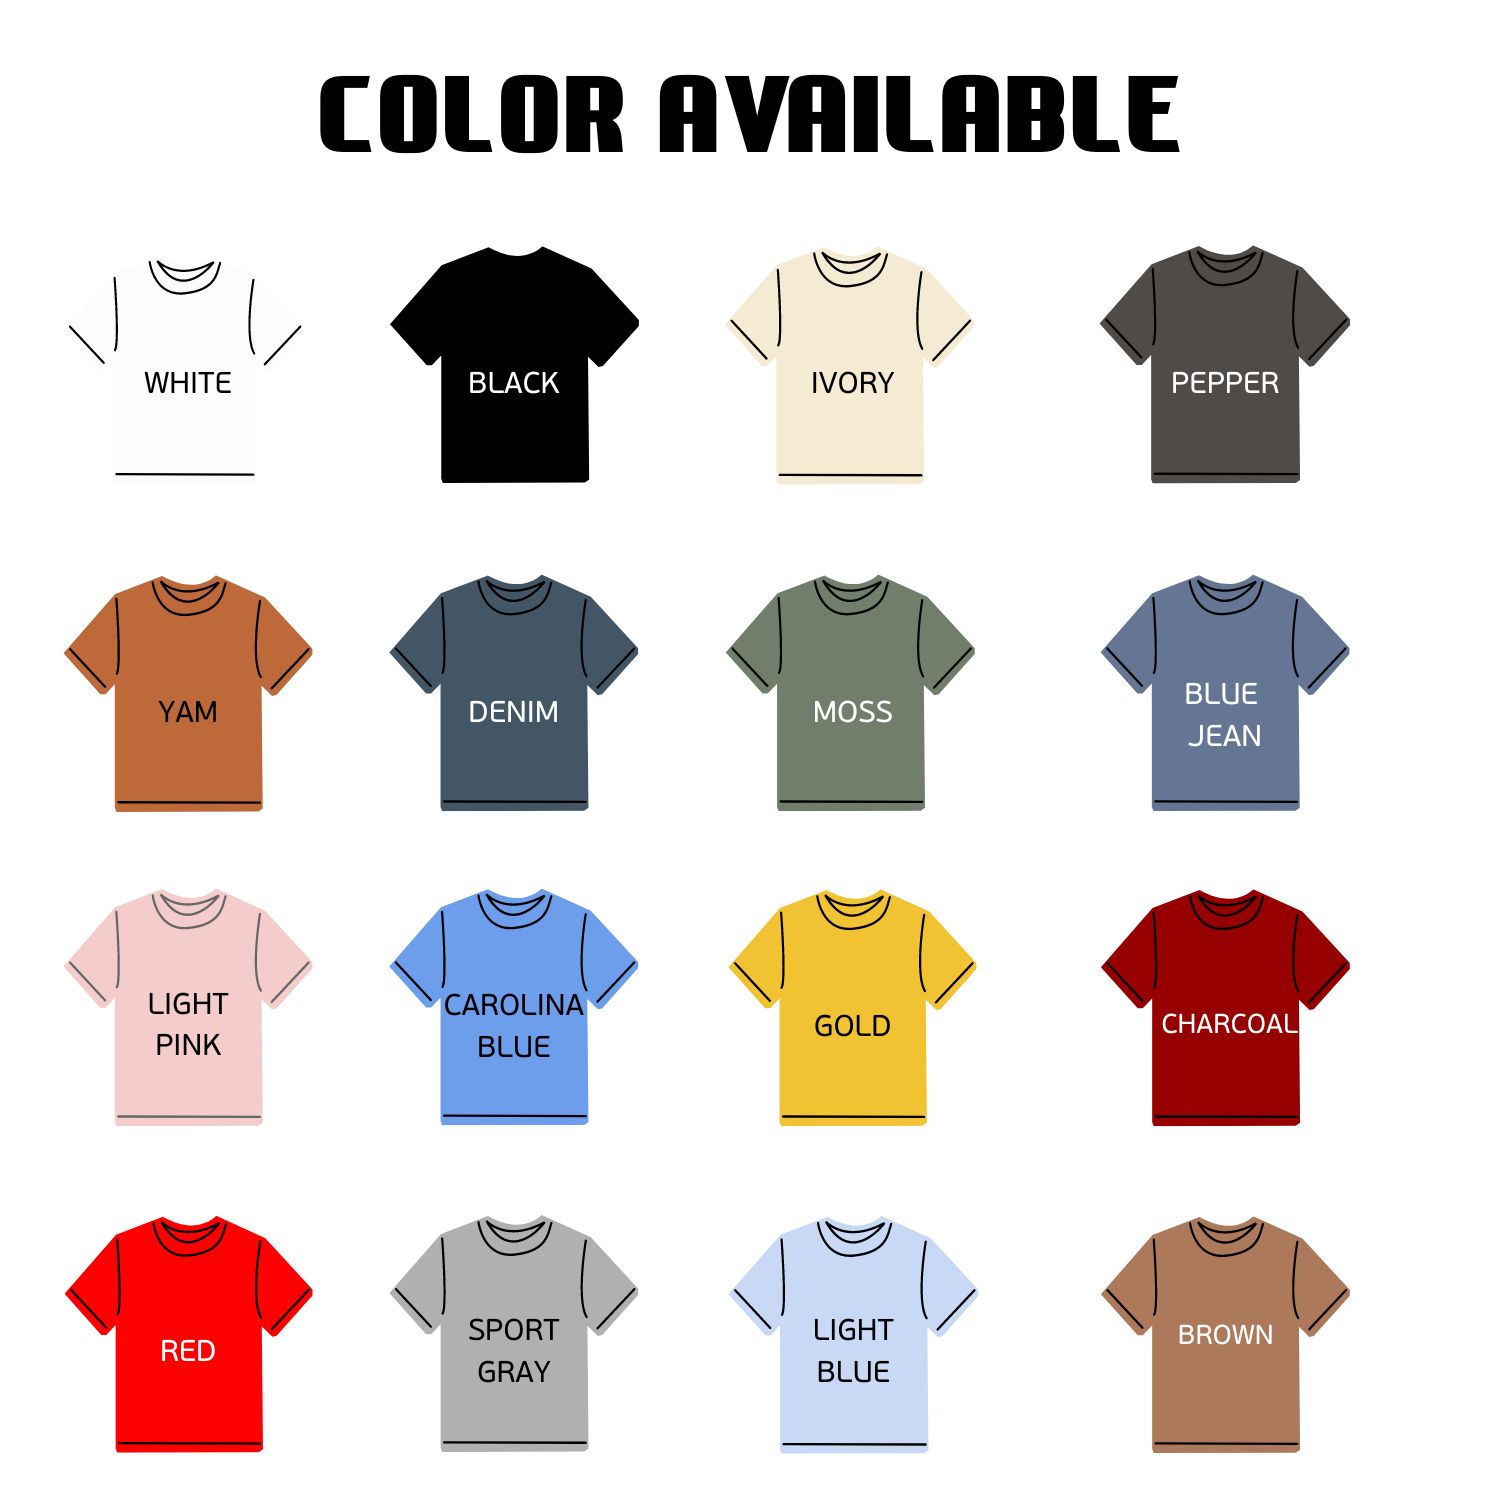 COLOR AVAILABLE
WHITE
BLACK
IVORY
PEPPER
YAM
DENIM
MOSS
BLUE
JEAN
LIGHT
PINK
CAROLINA
BLUE
GOLD
CHARCOAL
RED
SPORT
GRAY
LIGHT
BLUE
BROWN